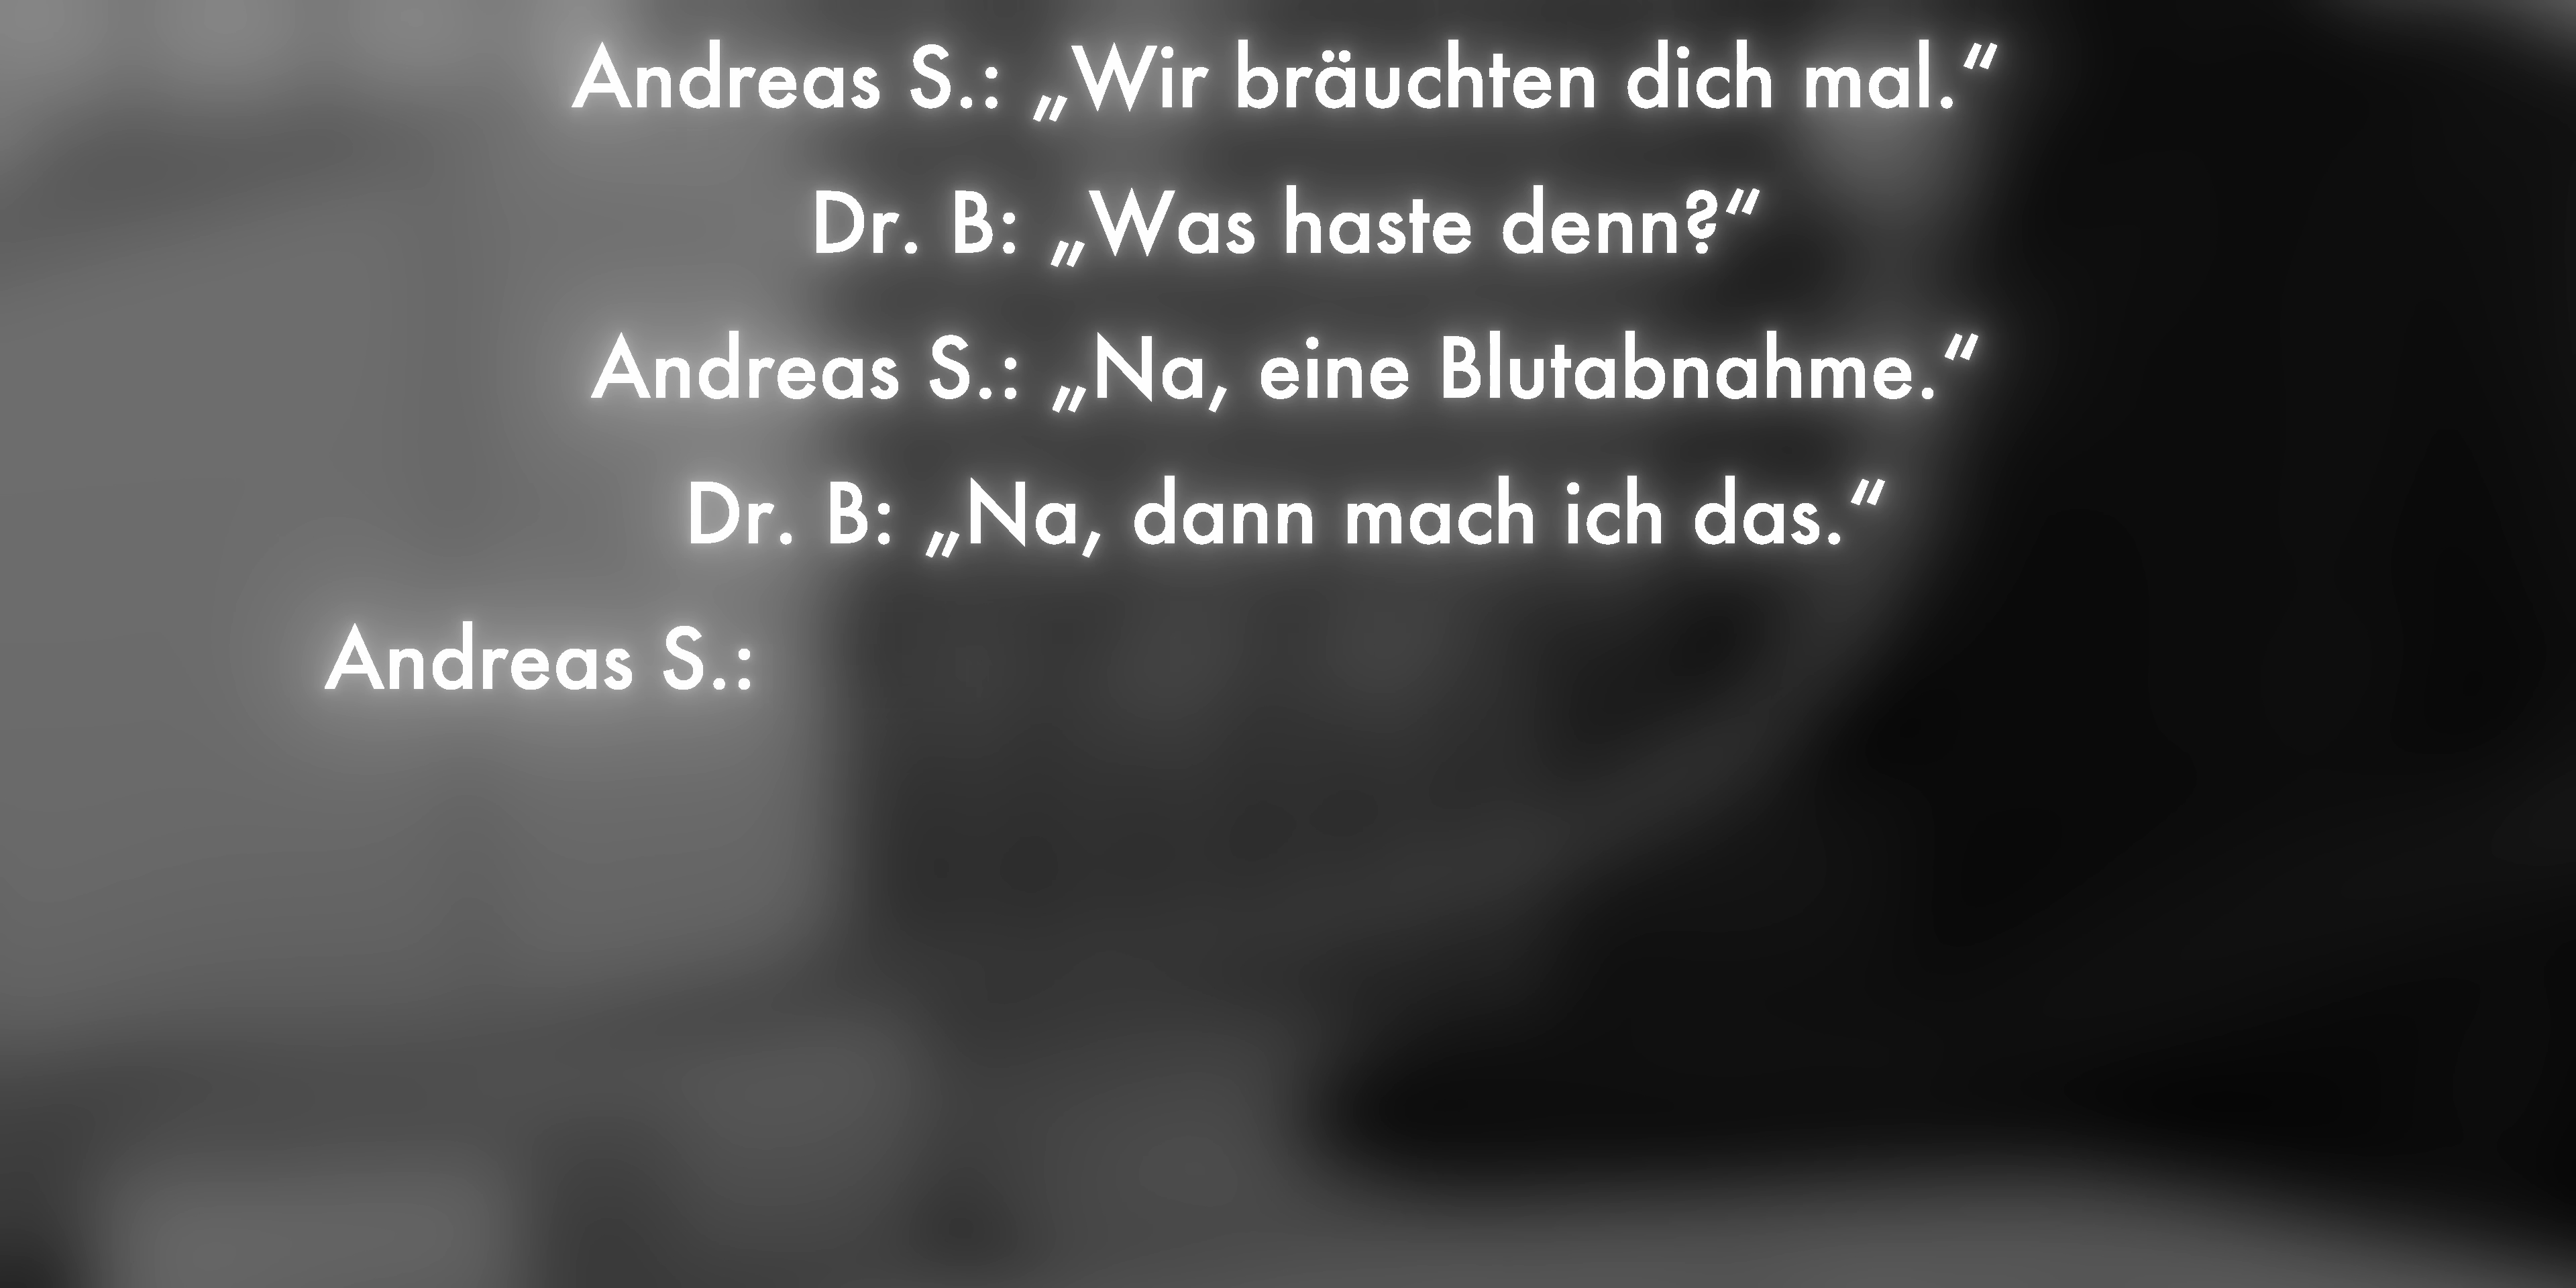 Andreas S.: „Wir bräuchten dich mal.“
Dr. B: „Was haste denn?“
Andreas S.: „Na, eine Blutabnahme.“
Dr. B: „Na, dann mach ich das.“
Andreas S.: